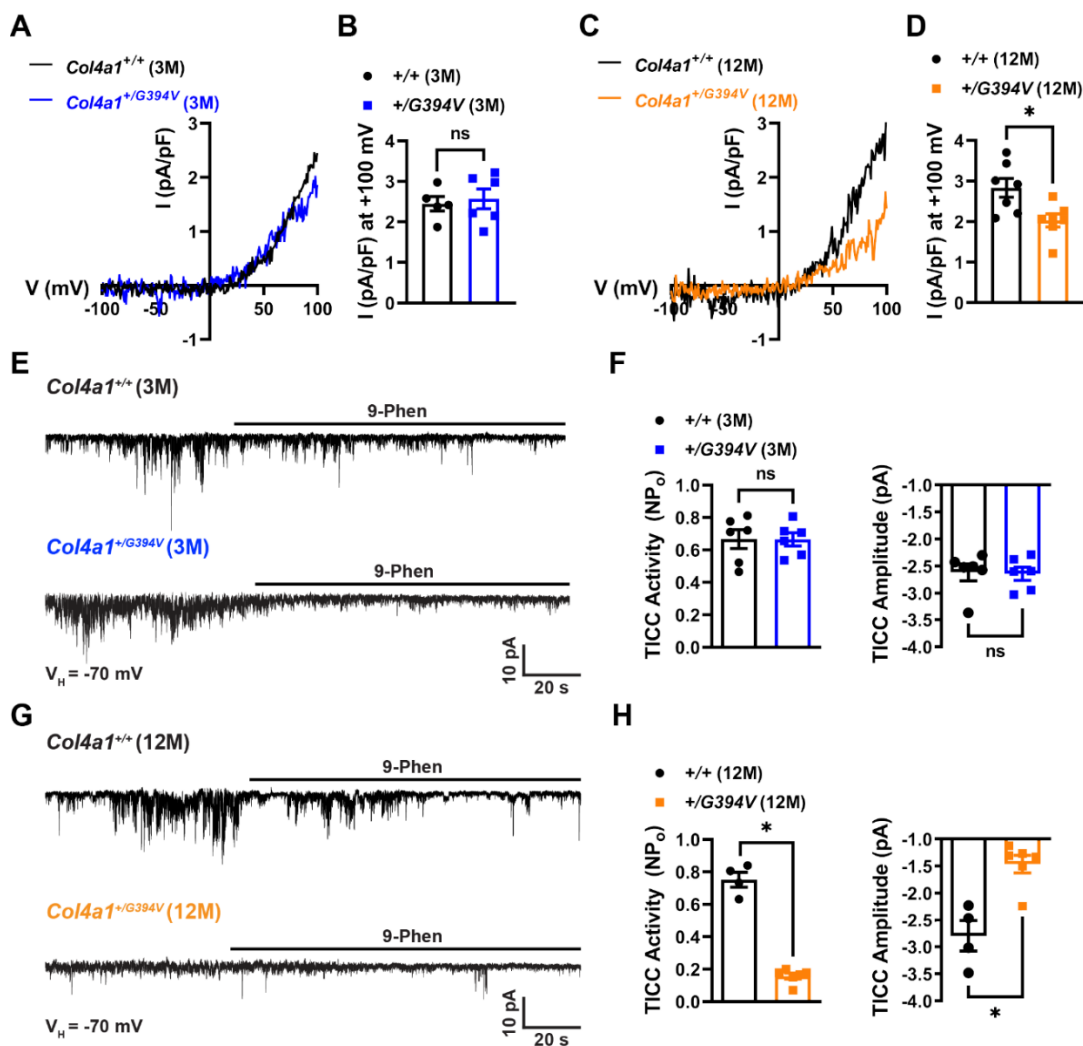 A
Col4a1+/+ (3M)
Col4a1+/G394V (3M)
I (pA/pF)
3
2
1
-1
V (mV)
-100
-50
50
100
B
+/+ (3M)
+/G394V (3M)
ns
I (pA/pF) at +100 mV
4
3
2
1
0
C
Col4a1+/+ (12M)
Col4a1+/G394V (12M)
I (pA/pF)
3
2
1
-1
V (mV)
-100
-50
50
100
D
+/+ (12M)
+/G394V (12M)
*
I (pA/pF) at +100 mV
4
3
2
1
0
E
Col4a1+/+ (3M)
9-Phen
Col4a1+/G394V (3M)
9-Phen
VH = -70 mV
10 pA
20 s
F
+/+ (3M)
+/G394V (3M)
ns
TICC Activity (NPO)
1.0
0.8
0.6
0.4
0.2
0.0
TICC Amplitude (pA)
-1.0
-1.5
-2.0
-2.5
-3.0
-3.5
-4.0
ns
G
Col4a1+/+ (12M)
9-Phen
Col4a1+/G394V (12M)
9-Phen
VH = -70 mV
10 pA
20 s
H
+/+ (12M)
+/G394V (12M)
*
TICC Activity (NPO)
1.0
0.8
0.6
0.4
0.2
0.0
TICC Amplitude (pA)
-1.0
-1.5
-2.0
-2.5
-3.0
-3.5
-4.0
*